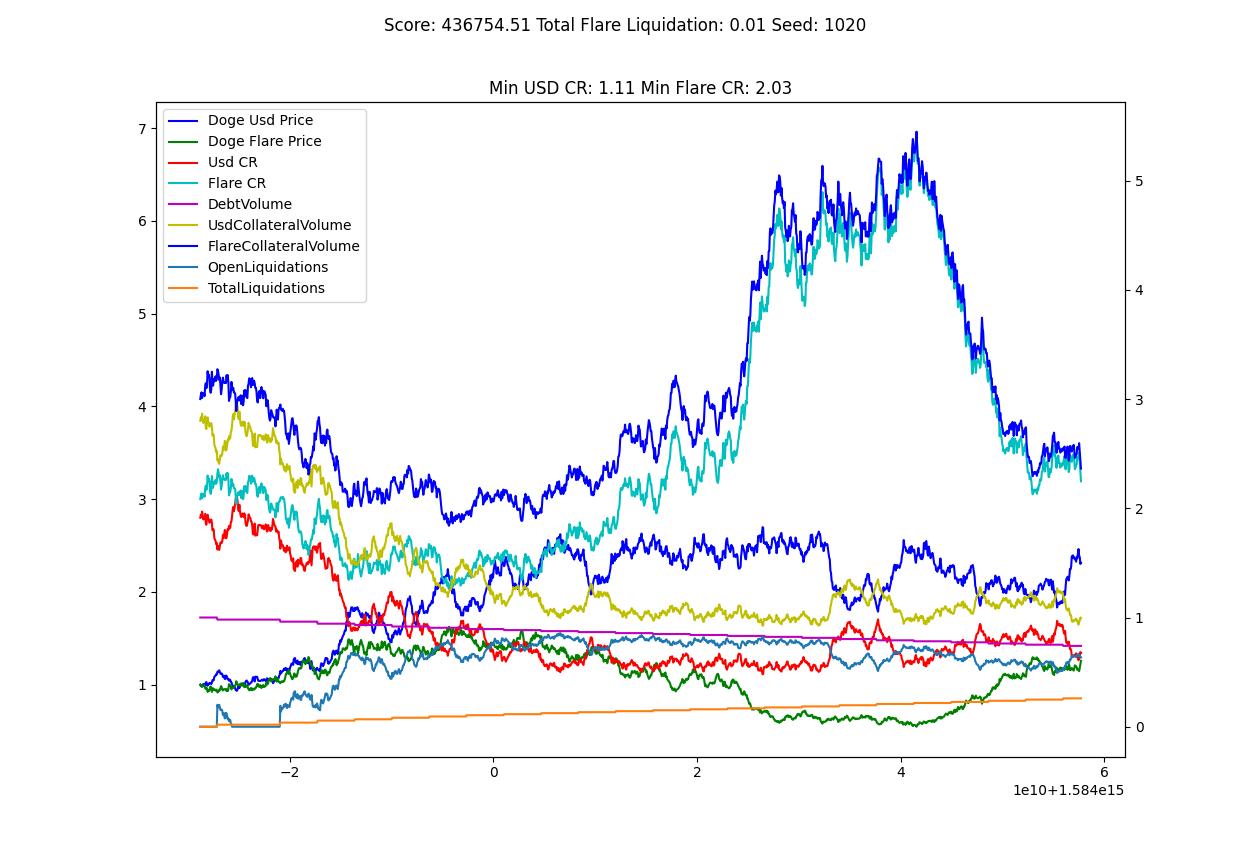 Score: 436754.51 Total Flare Liquidation: 0.01 Seed: 1020
Min USD CR: 1.11 Min Flare CR: 2.03
Doge Usd Price
Doge Flare Price
Usd CR
Flare CR
DebtVolume
UsdCollateralVolume
FlareCollateralVolume
OpenLiquidations
TotalLiquidations
7
6
5
4
3
2
1
5
4
3
2
1
0
−2
0
2
4
6
1e10+1.584e15